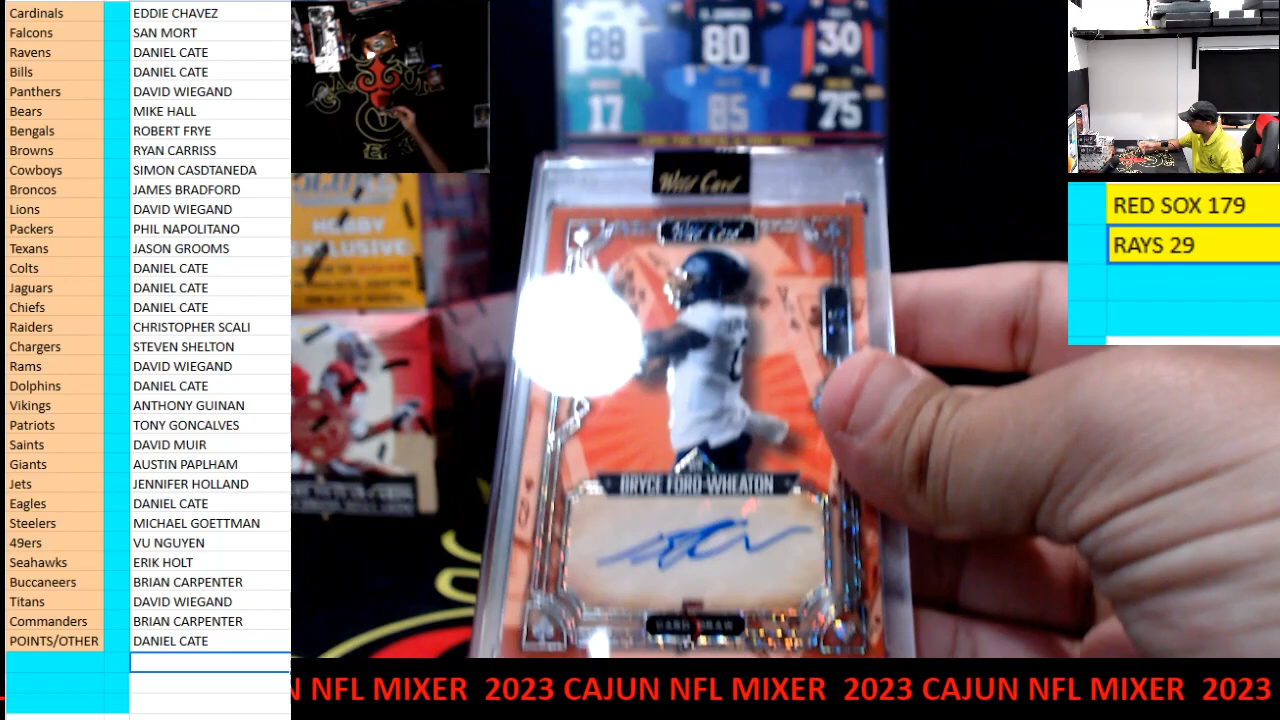 Cardinals EDDIE CHAVEZ
Falcons SAN MORT
Ravens DANIEL CATE
Bills DANIEL CATE
Panthers DAVID WIEGAND
Bears MIKE HALL
Bengals ROBERT FRYE
Browns RYAN CARRISS
Cowboys SIMON CASDTANEDA
Broncos JAMES BRADFORD
Lions DAVID WIEGAND
Packers PHIL NAPOLITANO
Texans JASON GROOMS
Colts DANIEL CATE
Jaguars DANIEL CATE
Chiefs DANIEL CATE
Raiders CHRISTOPHER SCALI
Chargers STEVEN SHELTON
Rams DAVID WIEGAND
Dolphins DANIEL CATE
Vikings ANTHONY GUINAN
Patriots TONY GONCALVES
Saints DAVID MUIR
Giants AUSTIN PAPLHAM
Jets JENNIFER HOLLAND
Eagles DANIEL CATE
Steelers MICHAEL GOETTMAN
49ers VU NGUYEN
Seahawks ERIK HOLT
Buccaneers BRIAN CARPENTER
Titans DAVID WIEGAND
Commanders BRIAN CARPENTER
POINTS/OTHER DANIEL CATE
88 80 30
17 85 75
Wild Card
Wild Card
BRYCE FORD-WHEATON
HARD DRAW
HOBBY
EXCLUSIVE
RED SOX 179
RAYS 29
N NFL MIXER 2023 CAJUN NFL MIXER 2023 CAJUN NFL MIXER 2023